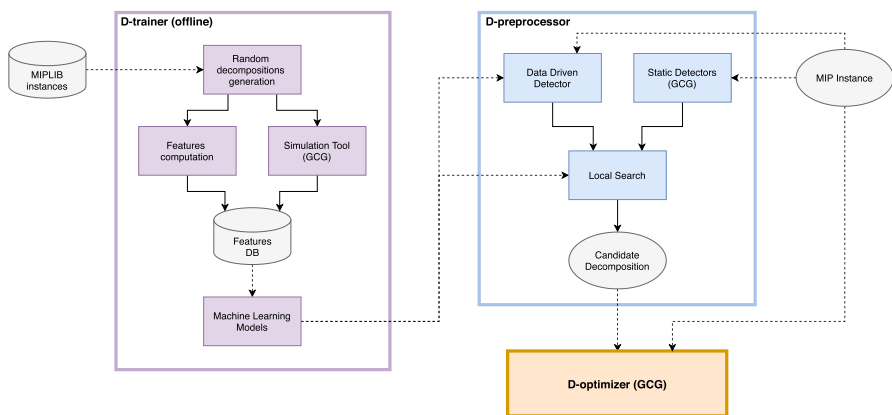 D-trainer (offline)
MIPLIB
instances
Random
decompositions
generation
Features
computation
Simulation Tool
(GCG)
Features
DB
Machine Learning
Models
D-preprocessor
Data Driven
Detector
Static Detectors
(GCG)
MIP Instance
Local Search
Candidate
Decomposition
D-optimizer (GCG)